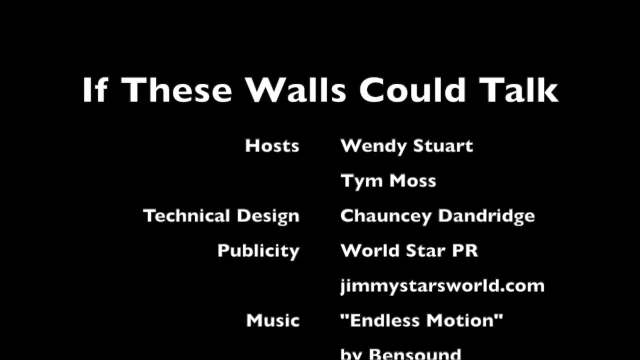 If These Walls Could Talk
Hosts Wendy Stuart
Tym Moss
Technical Design Chauncey Dandridge
Publicity World Star PR
jimmystarsworld.com
Music "Endless Motion"
by Bensound